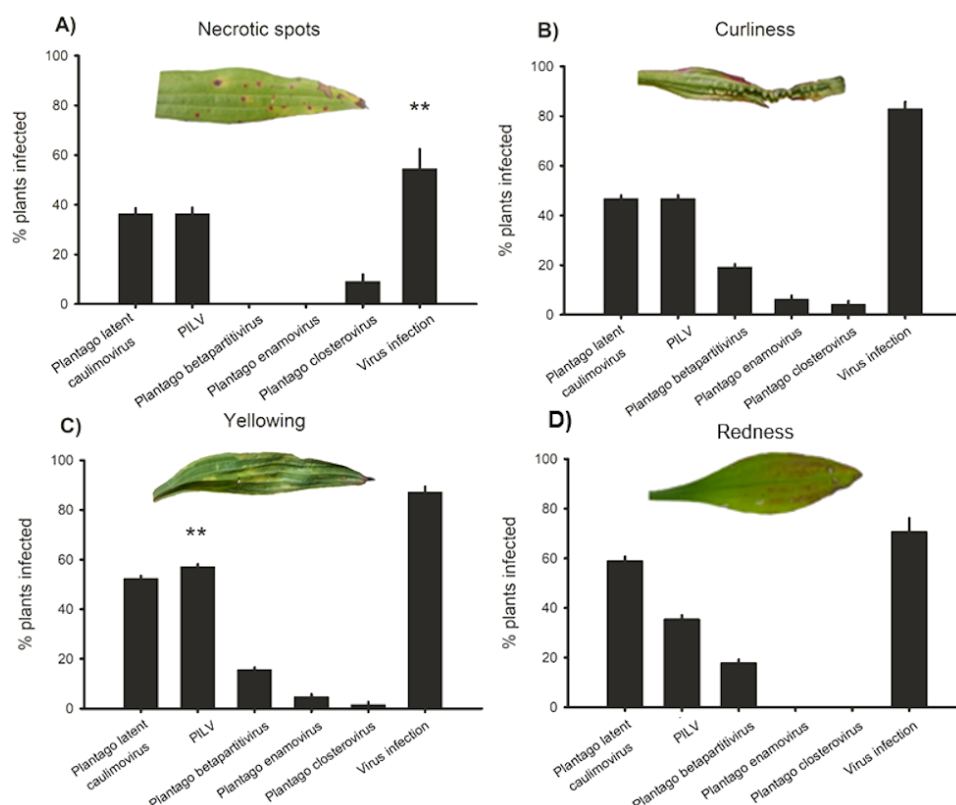 A)
Necrotic spots
100
80
60
40
20
0
% plants infected
**
Plantago latent
caulimovirus
PILV
Plantago betapartitivirus
Plantago enamovirus
Plantago closterovirus
Virus infection
B)
Curliness
100
80
60
40
20
0
% plants infected
Plantago latent
caulimovirus
PILV
Plantago betapartitivirus
Plantago enamovirus
Plantago closterovirus
Virus infection
C)
Yellowing
100
80
60
40
20
0
% plants infected
**
Plantago latent
caulimovirus
PILV
Plantago betapartitivirus
Plantago enamovirus
Plantago closterovirus
Virus infection
D)
Redness
100
80
60
40
20
0
% plants infected
Plantago latent
caulimovirus
PILV
Plantago betapartitivirus
Plantago enamovirus
Plantago closterovirus
Virus infection